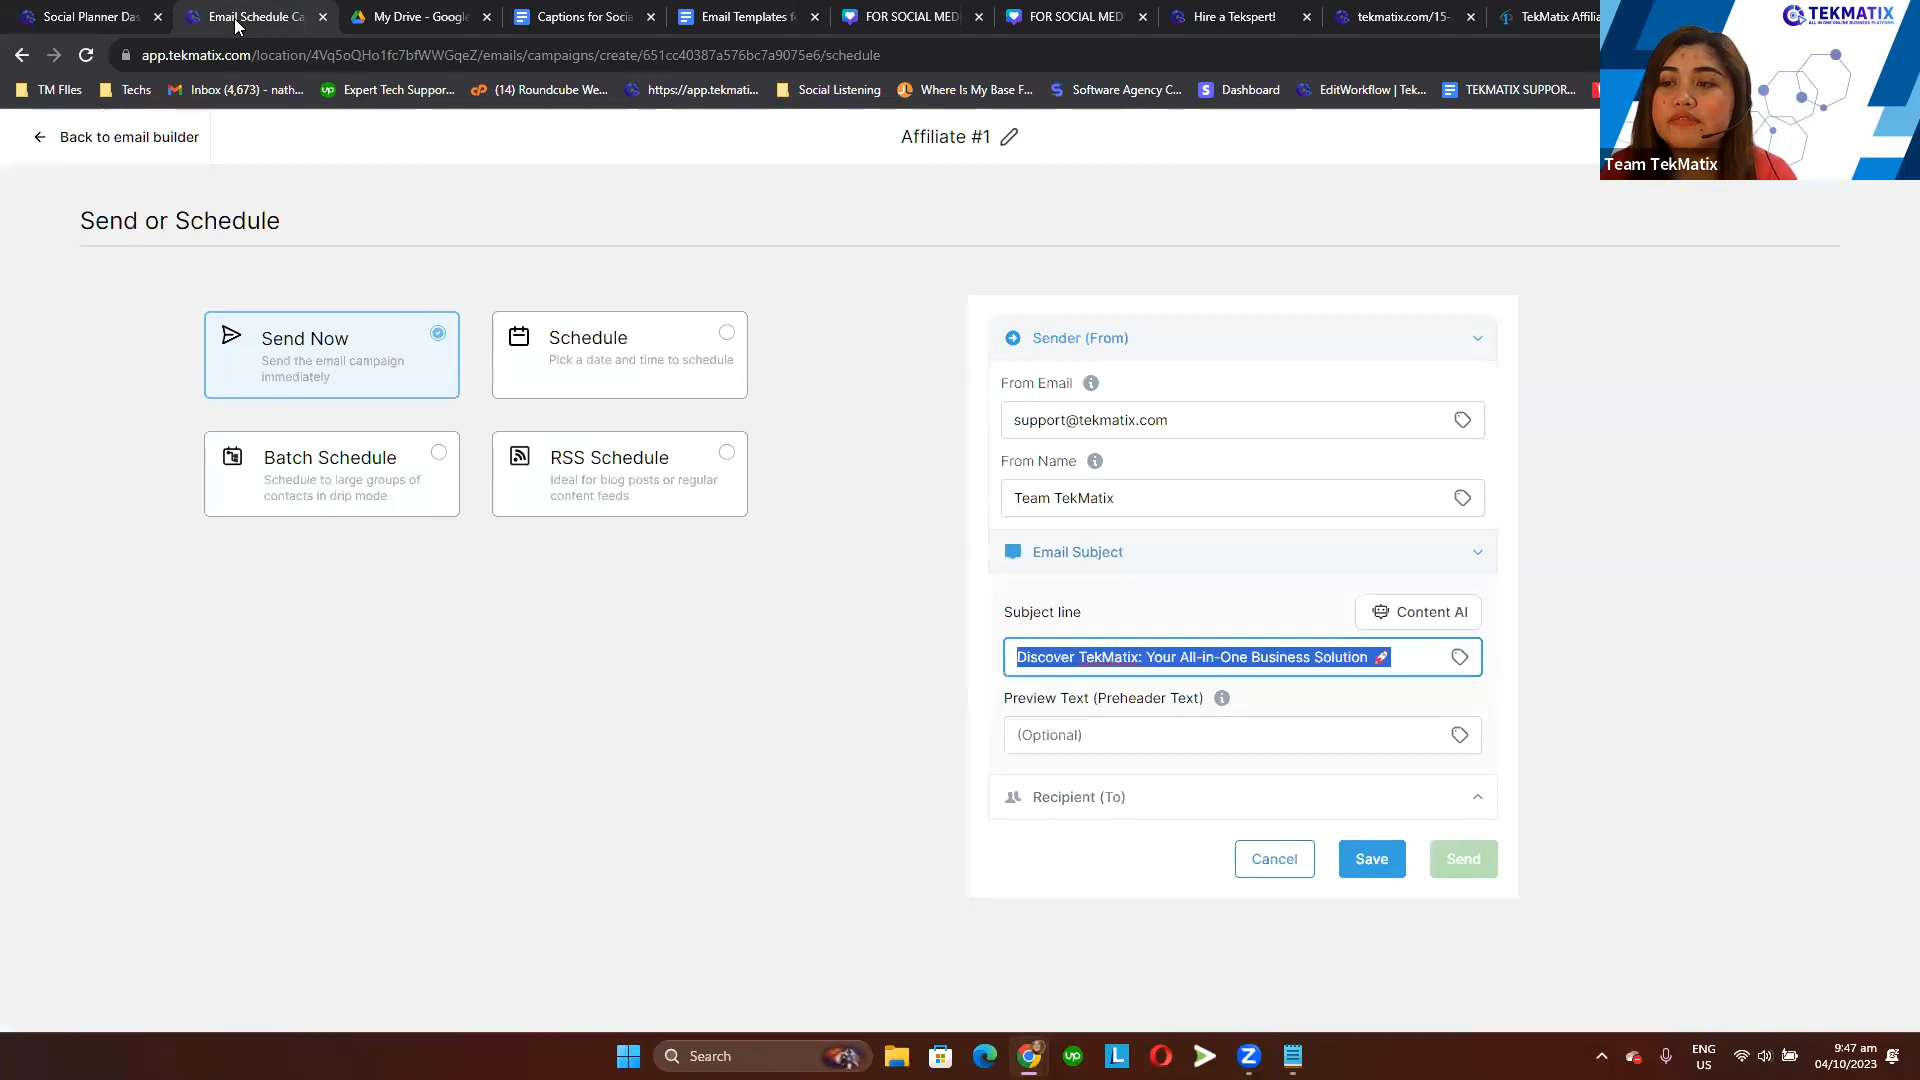 Social Planner Das
Email Schedule Ca
My Drive - Google
Captions for Socia
Email Templates f
FOR SOCIAL MED
FOR SOCIAL MED
Hire a Tekspert!
tekmatix.com/15-
TekMatix Affilia
app.tekmatix.com/location/4Vq5oQHo1fc7bfWWGqeZ/emails/campaigns/create/651cc40387a576bc7a9075e6/schedule
TM FIles
Techs
Inbox (4,673) - nath...
Expert Tech Suppor...
(14) Roundcube We...
https://app.tekmati...
Social Listening
Where Is My Base F...
Software Agency C...
Dashboard
EditWorkflow | Tek...
TEKMATIX SUPPOR...
TEKMATIX
ALL IN ONE ONLINE BUSINESS PLATFORM
Team TekMatix
Back to email builder
Affiliate #1
Send or Schedule
Send Now
Send the email campaign
immediately
Schedule
Pick a date and time to schedule
Batch Schedule
Schedule to large groups of
contacts in drip mode
RSS Schedule
Ideal for blog posts or regular
content feeds
Sender (From)
From Email
support@tekmatix.com
From Name
Team TekMatix
Email Subject
Subject line
Content AI
Discover TekMatix: Your All-in-One Business Solution 🚀
Preview Text (Preheader Text)
(Optional)
Recipient (To)
Cancel
Save
Send
Search
ENG
US
9:47 am
04/10/2023